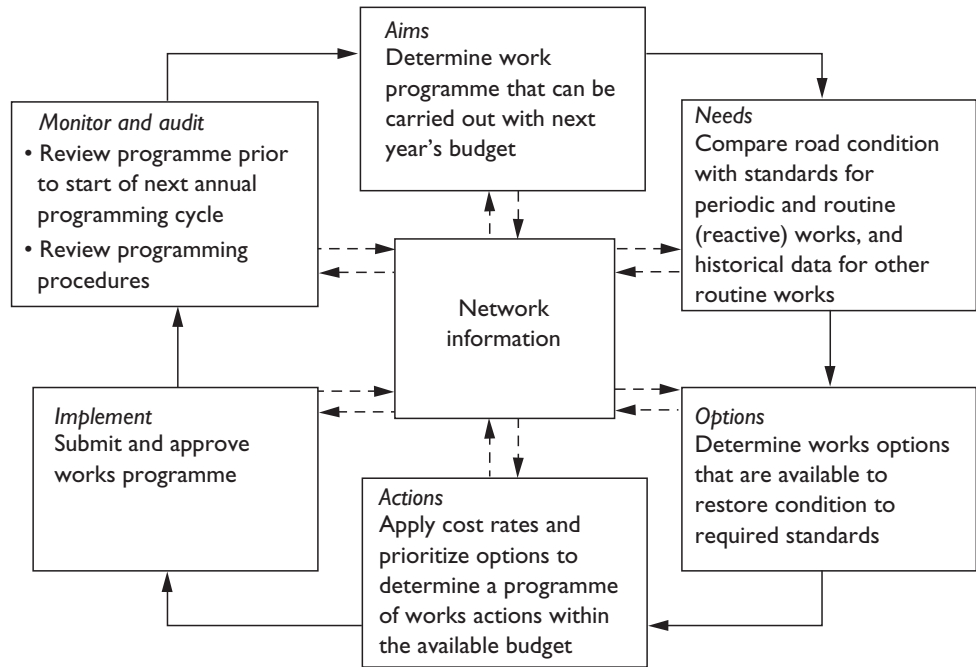 Aims
Determine work
programme that can be
carried out with next
year's budget
Needs
Compare road condition
with standards for
periodic and routine
(reactive) works, and
historical data for other
routine works
Options
Determine works options
that are available to
restore condition to
required standards
Actions
Apply cost rates and
prioritize options to
determine a programme
of works actions within
the available budget
Implement
Submit and approve
works programme
Monitor and audit
• Review programme prior
to start of next annual
programming cycle
• Review programming
procedures
Network
information